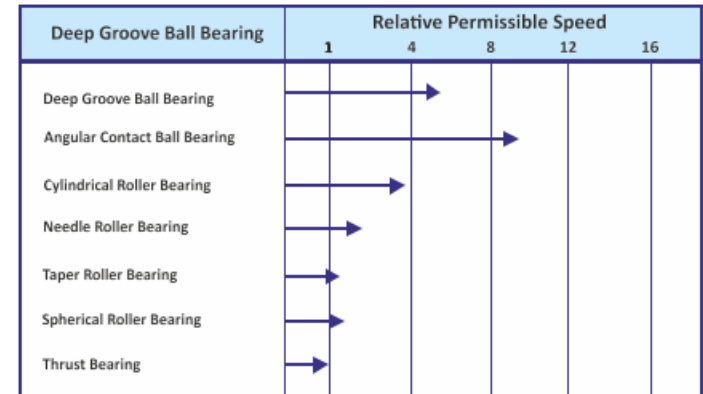 Deep Groove Ball Bearing
Relative Permissible Speed
1 4 8 12 16
Deep Groove Ball Bearing
Angular Contact Ball Bearing
Cylindrical Roller Bearing
Needle Roller Bearing
Taper Roller Bearing
Spherical Roller Bearing
Thrust Bearing